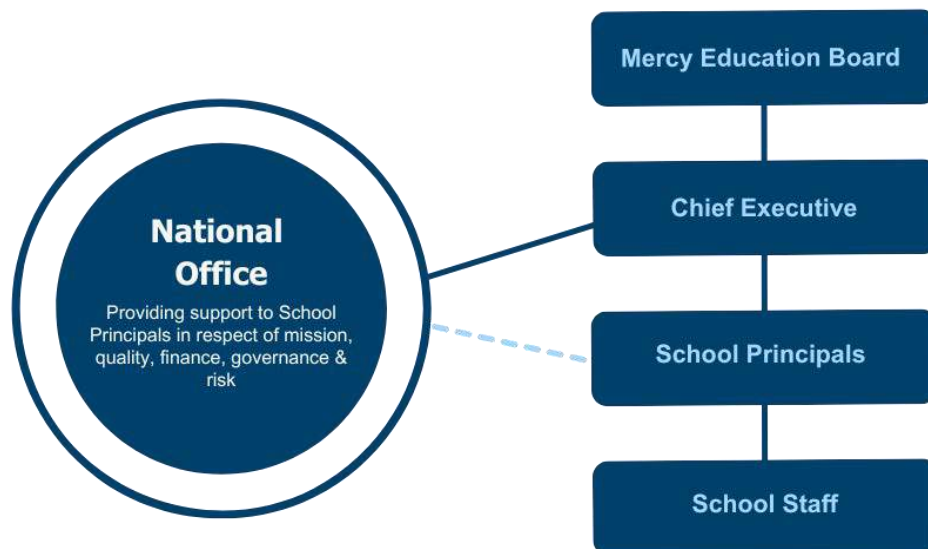 National
Office
Providing support to School
Principals in respect of mission,
quality, finance, governance &
risk
Mercy Education Board
Chief Executive
School Principals
School Staff